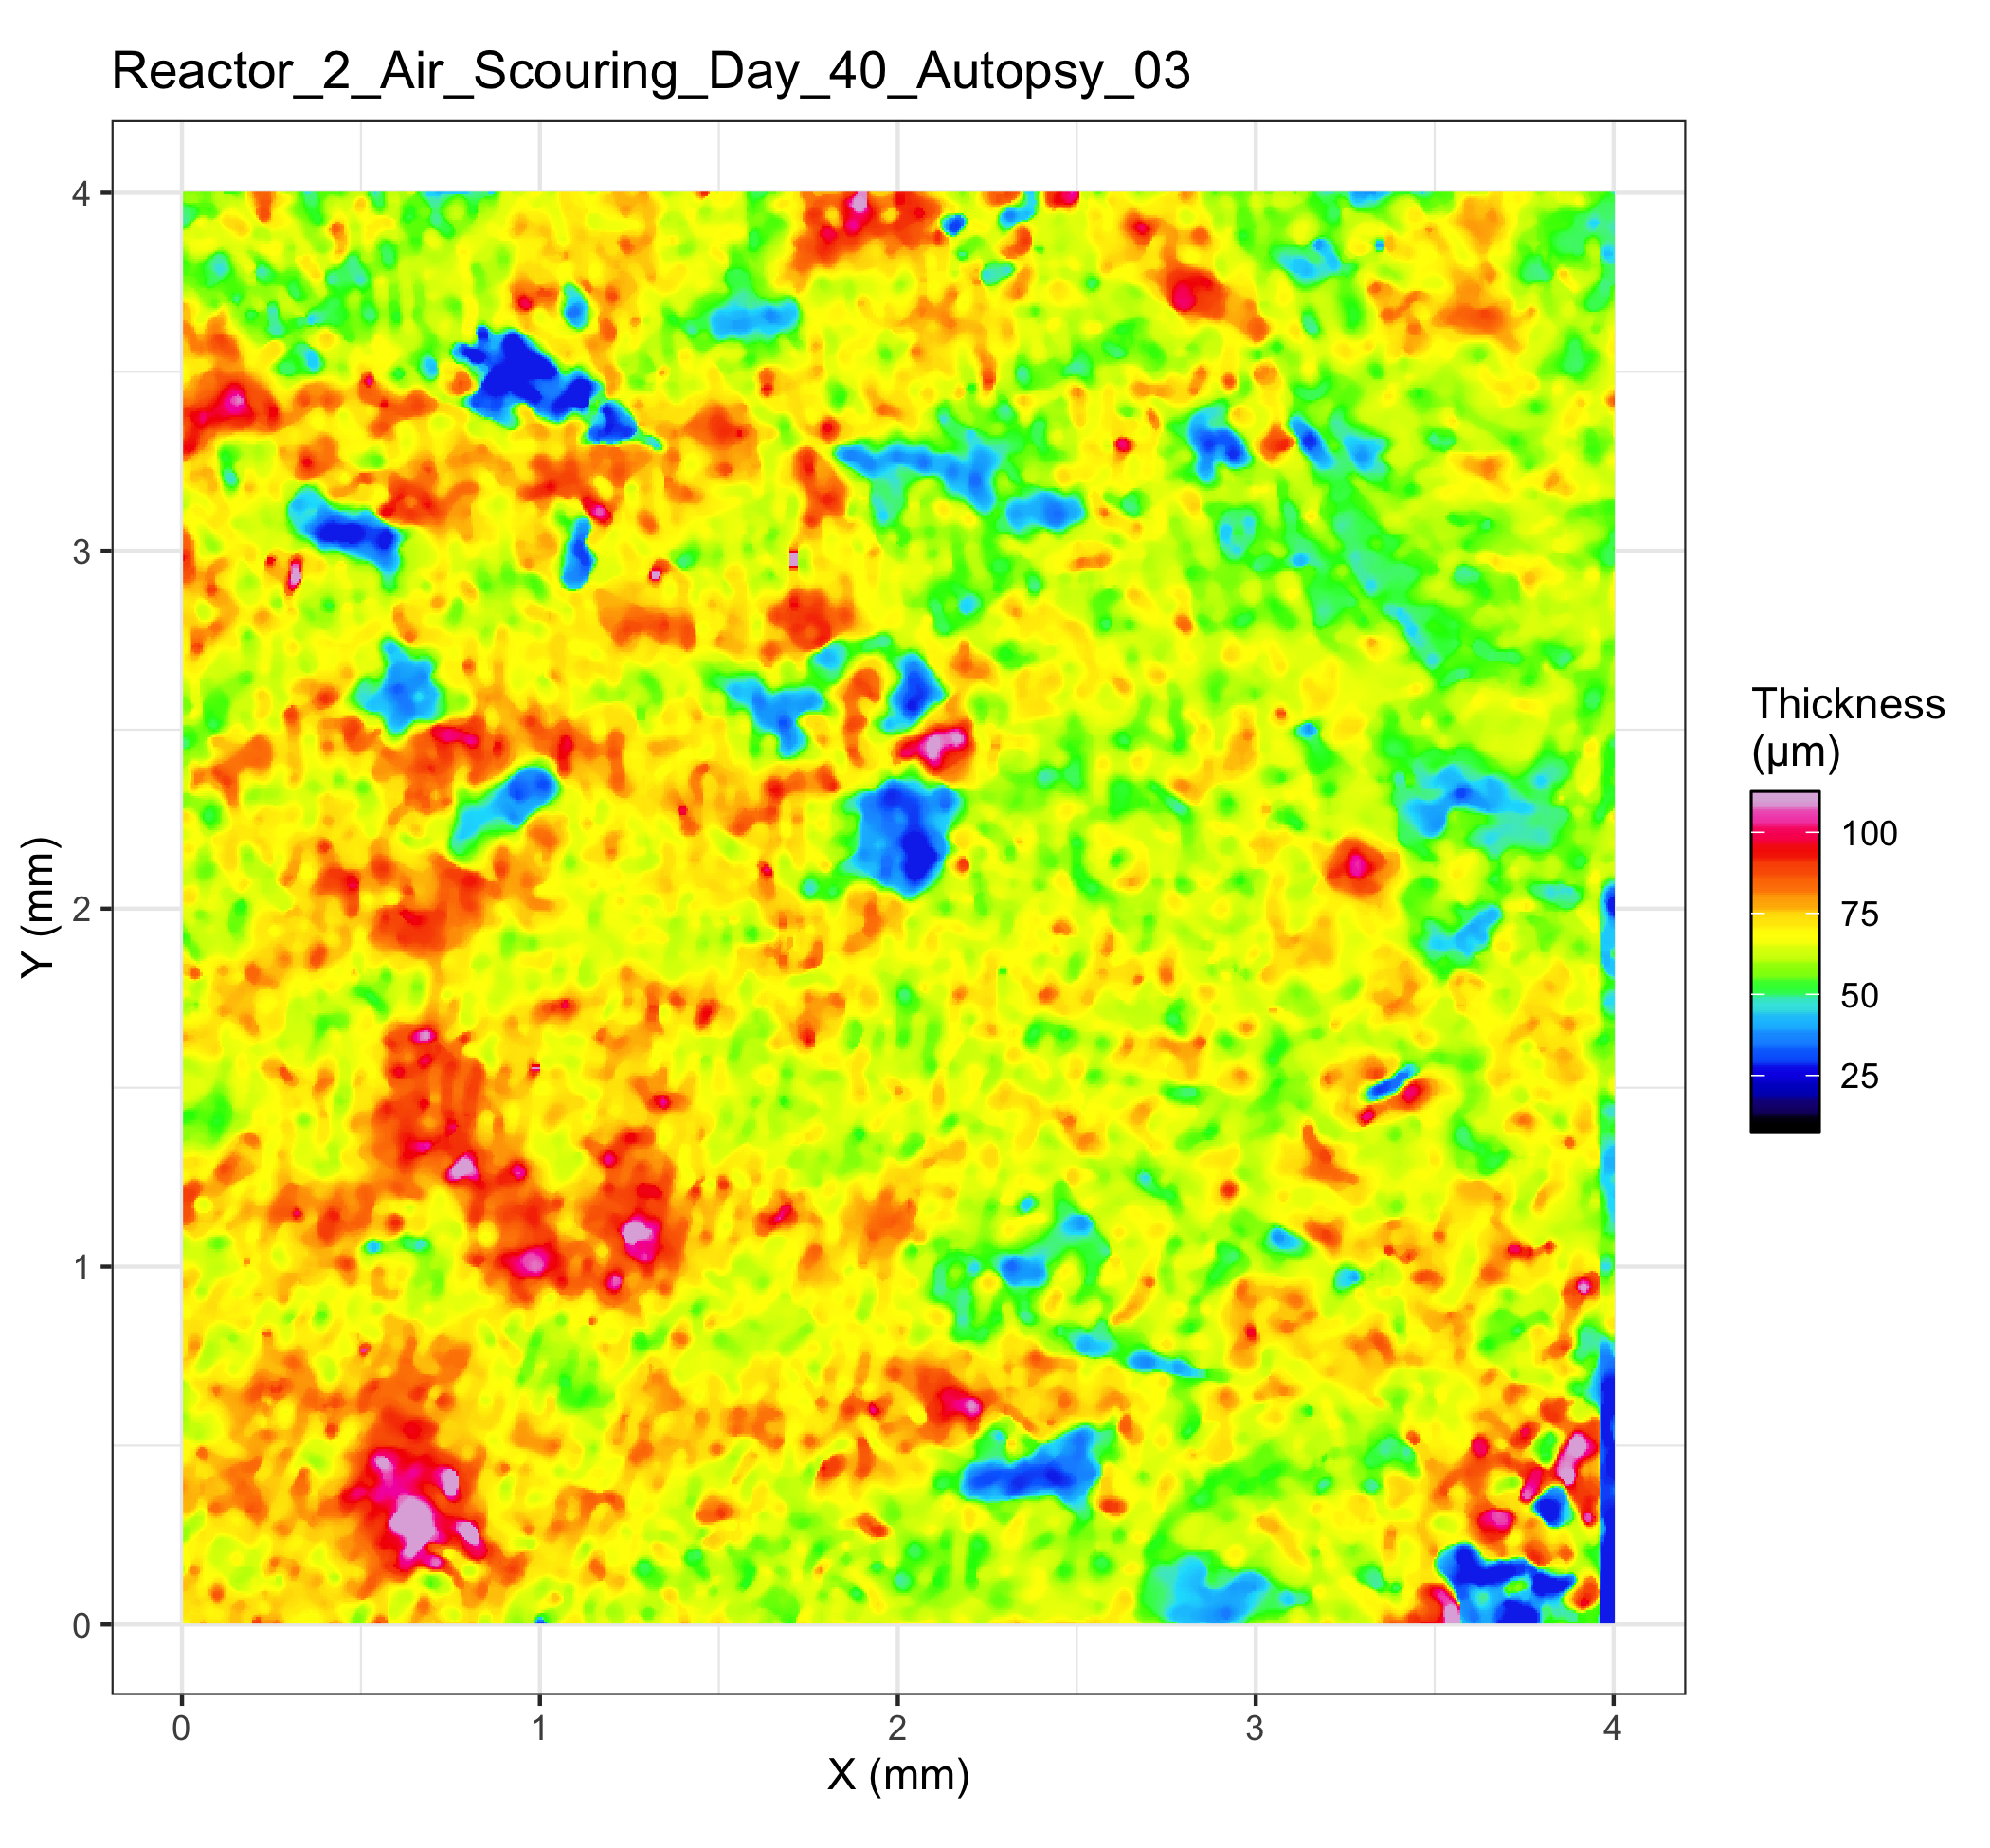 Reactor_2_Air_Scouring_Day_40_Autopsy_03
4
3
2
1
0
Y (mm)
0 1 2 3 4
X (mm)
Thickness
(μm)
100
75
50
25